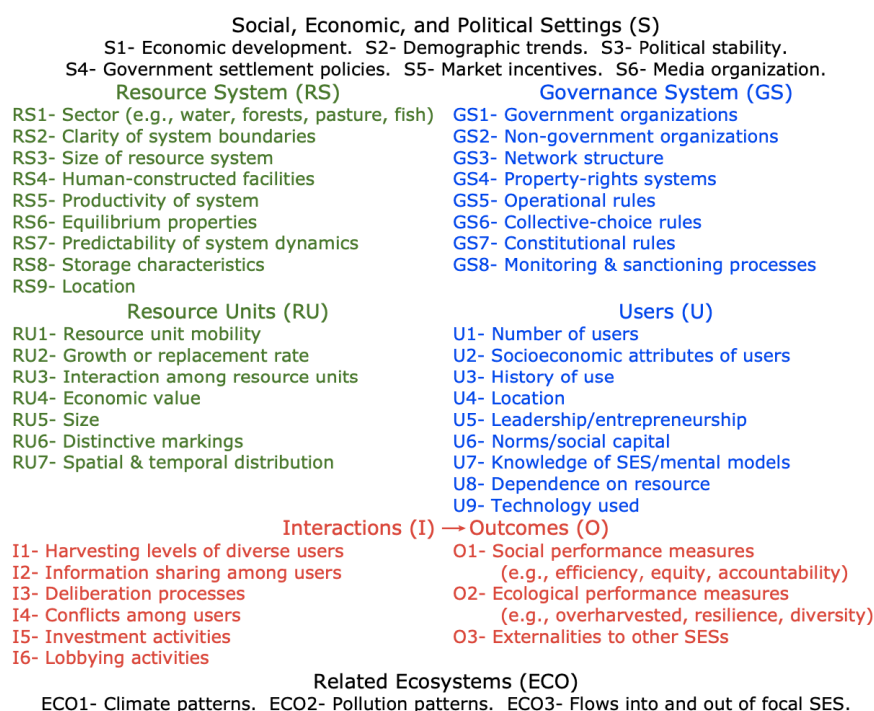 Social, Economic, and Political Settings (S)
S1- Economic development. S2- Demographic trends. S3- Political stability.
S4- Government settlement policies. S5- Market incentives. S6- Media organization.
Resource System (RS)
RS1- Sector (e.g., water, forests, pasture, fish)
RS2- Clarity of system boundaries
RS3- Size of resource system
RS4- Human-constructed facilities
RS5- Productivity of system
RS6- Equilibrium properties
RS7- Predictability of system dynamics
RS8- Storage characteristics
RS9- Location
Governance System (GS)
GS1- Government organizations
GS2- Non-government organizations
GS3- Network structure
GS4- Property-rights systems
GS5- Operational rules
GS6- Collective-choice rules
GS7- Constitutional rules
GS8- Monitoring & sanctioning processes
Resource Units (RU)
RU1- Resource unit mobility
RU2- Growth or replacement rate
RU3- Interaction among resource units
RU4- Economic value
RU5- Size
RU6- Distinctive markings
RU7- Spatial & temporal distribution
Users (U)
U1- Number of users
U2- Socioeconomic attributes of users
U3- History of use
U4- Location
U5- Leadership/entrepreneurship
U6- Norms/social capital
U7- Knowledge of SES/mental models
U8- Dependence on resource
U9- Technology used
Interactions (I) → Outcomes (O)
I1- Harvesting levels of diverse users
I2- Information sharing among users
I3- Deliberation processes
I4- Conflicts among users
I5- Investment activities
I6- Lobbying activities
O1- Social performance measures
(e.g., efficiency, equity, accountability)
O2- Ecological performance measures
(e.g., overharvested, resilience, diversity)
O3- Externalities to other SESs
Related Ecosystems (ECO)
ECO1- Climate patterns. ECO2- Pollution patterns. ECO3- Flows into and out of focal SES.